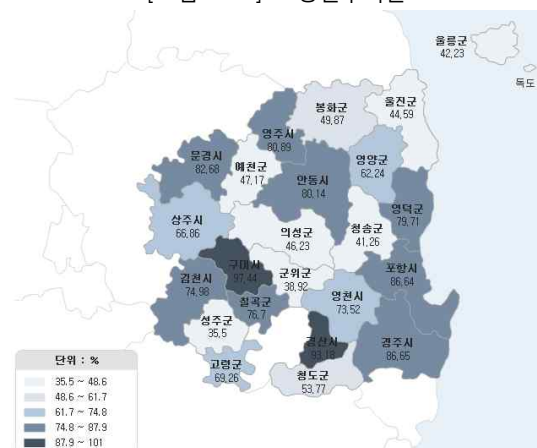 울릉군
42.23
독도
봉화군
49.87
울진군
44.59
영주시
80.89
문경시
82.68
예천군
47.17
안동시
80.14
영양군
62.24
상주시
66.86
의성군
46.23
청송군
41.26
영덕군
79.71
구미시
97.44
군위군
38.92
포항시
86.64
김천시
74.98
칠곡군
76.7
영천시
73.52
성주군
35.5
경산시
93.18
경주시
86.65
고령군
69.26
청도군
53.77
단위 : %
35.5 ~ 48.6
48.6 ~ 61.7
61.7 ~ 74.8
74.8 ~ 87.9
87.9 ~ 101